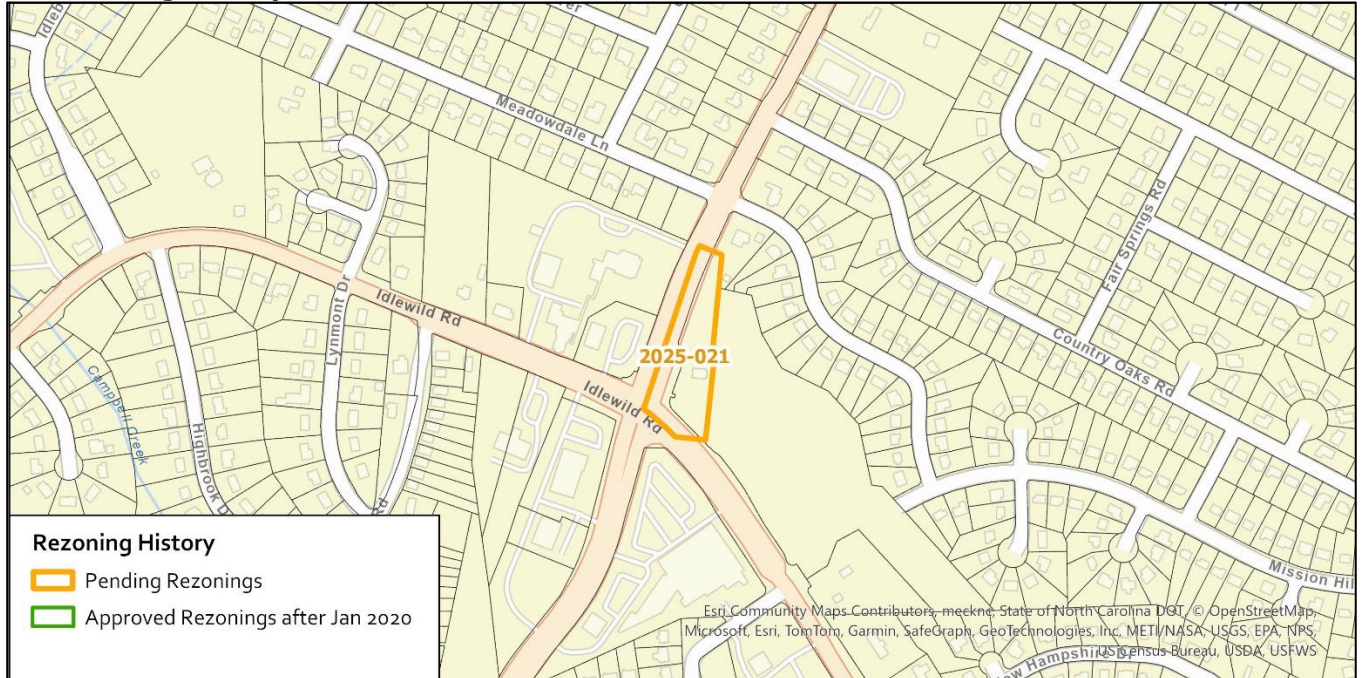 Meadowdale Ln
Fair Springs Rd
Idlewild Rd
Lynmont Dr
2025-021
Country Oaks Rd
Idlewild Rd
Campbell Creek
Highbrook D
Rd
Mission Hil
Rezoning History
Pending Rezonings
Approved Rezonings after Jan 2020
Esri Community Maps Contributors, mecknc, State of North Carolina DOT, © OpenStreetMap,
Microsoft, Esri, TomTom, Garmin, SafeGraph, GeoTechnologies, Inc, METI/NASA, USGS, EPA, NPS,
US Census Bureau, USDA, USFWS
Hampshire Dr